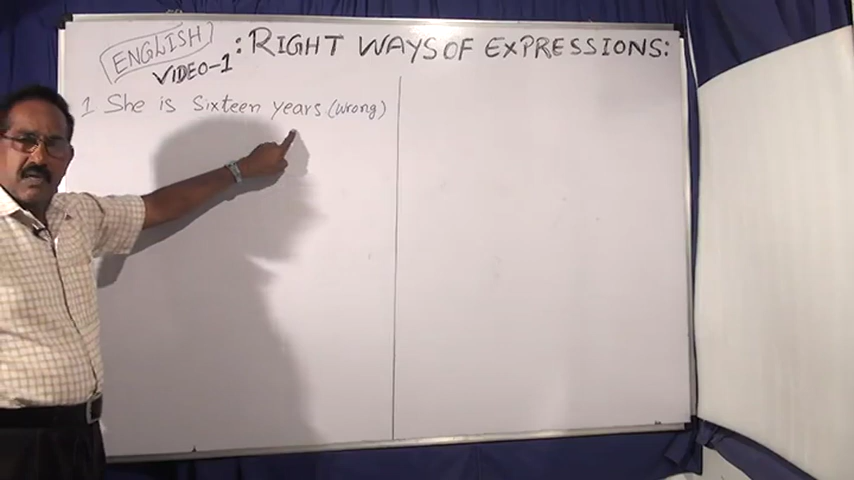 ENGLISH
VIDEO-1
:RIGHT WAYS OF EXPRESSIONS:
1 She is Sixteen years (wrong)